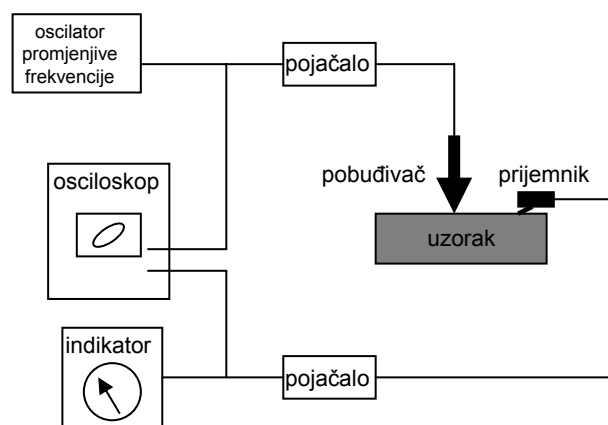 oscilator
promjenjive
frekvencije
pojačalo
pobuđivač
prijemnik
osciloskop
uzorak
indikator
pojačalo